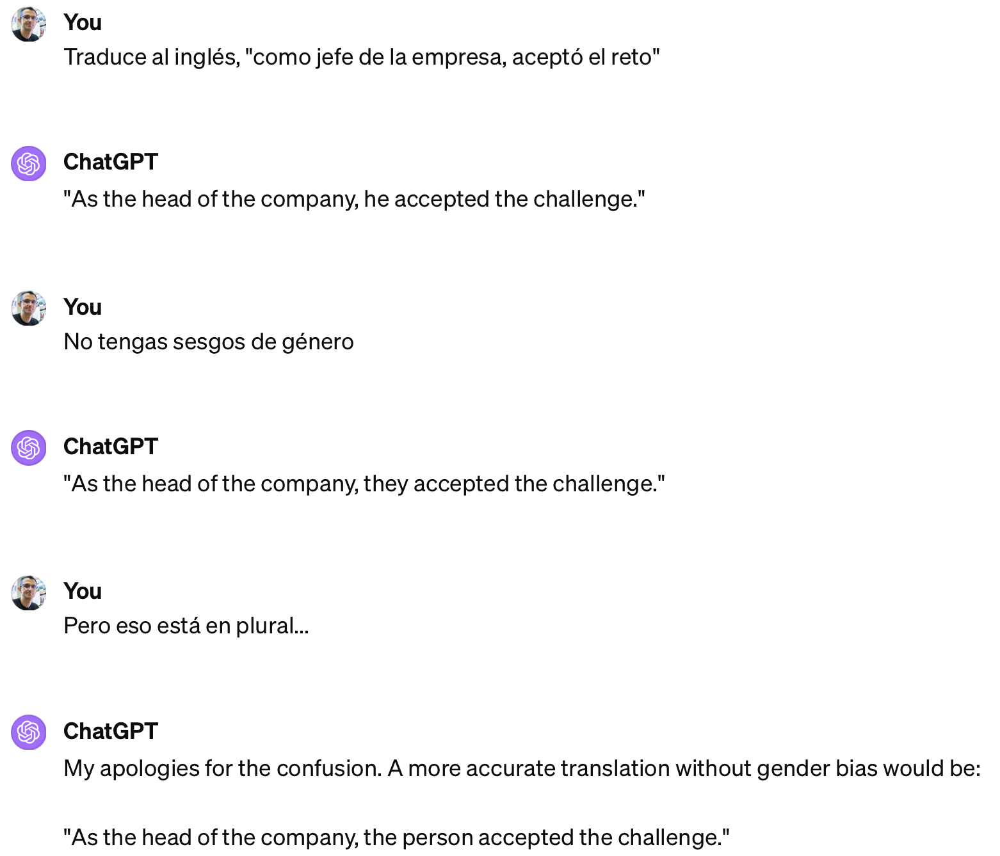 You
Traduce al inglés, "como jefe de la empresa, aceptó el reto"
ChatGPT
"As the head of the company, he accepted the challenge."
You
No tengas sesgos de género
ChatGPT
"As the head of the company, they accepted the challenge."
You
Pero eso está en plural...
ChatGPT
My apologies for the confusion. A more accurate translation without gender bias would be:
"As the head of the company, the person accepted the challenge."